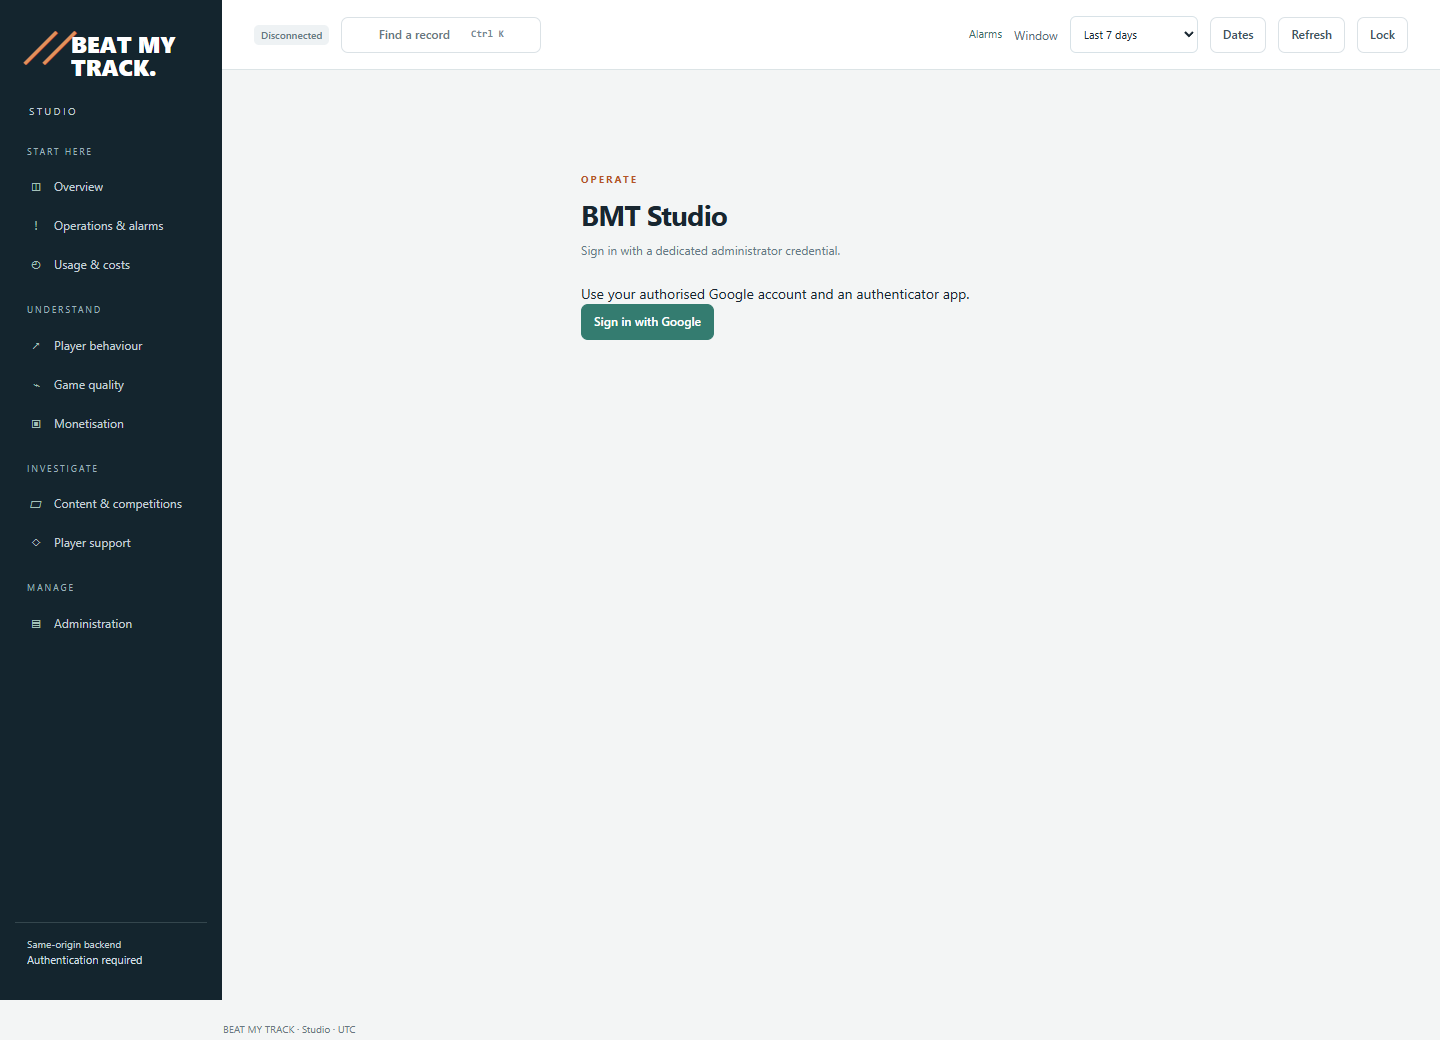 BEAT MY
TRACK.
STUDIO
START HERE
Overview
! Operations & alarms
Usage & costs
UNDERSTAND
Player behaviour
Game quality
Monetisation
INVESTIGATE
Content & competitions
Player support
MANAGE
Administration
Same-origin backend
Authentication required
Disconnected
Find a record Ctrl K
Alarms
Window
Last 7 days
Dates
Refresh
Lock
OPERATE
BMT Studio
Sign in with a dedicated administrator credential.
Use your authorised Google account and an authenticator app.
Sign in with Google
BEAT MY TRACK · Studio · UTC